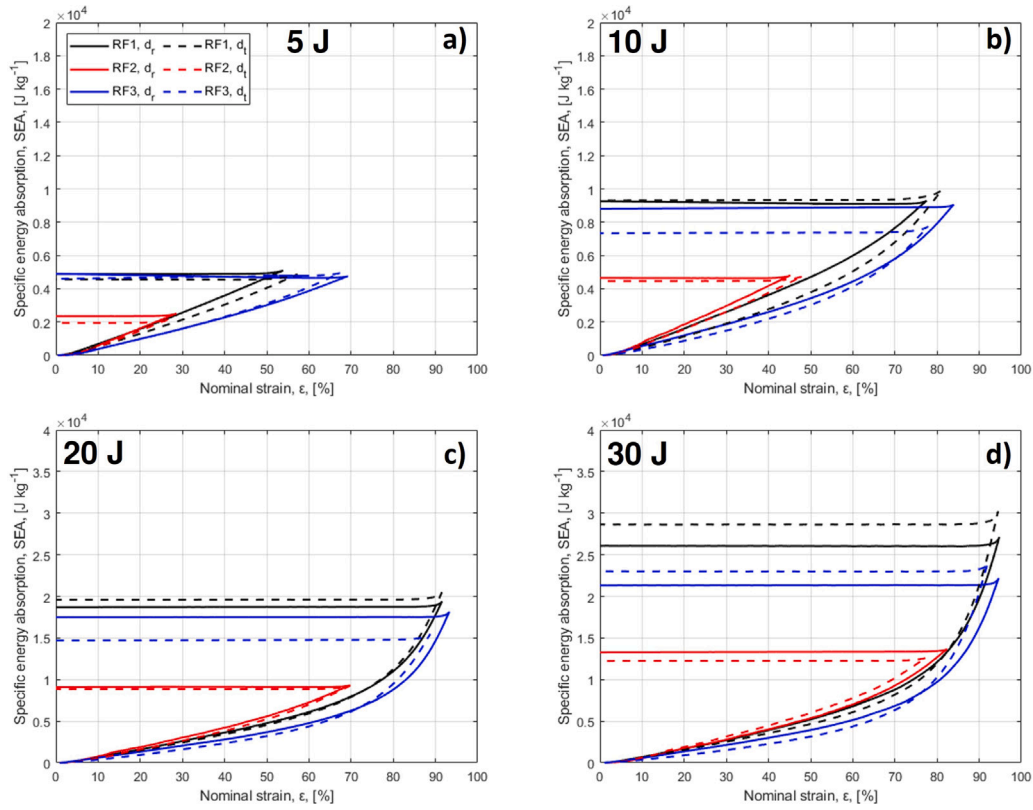 ×10⁴
5 J
a)
RF1, dr
RF1, dt
RF2, dr
RF2, dt
RF3, dr
RF3, dt
Specific energy absorption, SEA, [J kg⁻¹]
2
1.8
1.6
1.4
1.2
1
0.8
0.6
0.4
0.2
0
0 10 20 30 40 50 60 70 80 90 100
Nominal strain, ε, [%]
×10⁴
10 J
b)
Specific energy absorption, SEA, [J kg⁻¹]
2
1.8
1.6
1.4
1.2
1
0.8
0.6
0.4
0.2
0
0 10 20 30 40 50 60 70 80 90 100
Nominal strain, ε, [%]
×10⁴
20 J
c)
Specific energy absorption, SEA, [J kg⁻¹]
4
3.5
3
2.5
2
1.5
1
0.5
0
0 10 20 30 40 50 60 70 80 90 100
Nominal strain, ε, [%]
×10⁴
30 J
d)
Specific energy absorption, SEA, [J kg⁻¹]
4
3.5
3
2.5
2
1.5
1
0.5
0
0 10 20 30 40 50 60 70 80 90 100
Nominal strain, ε, [%]